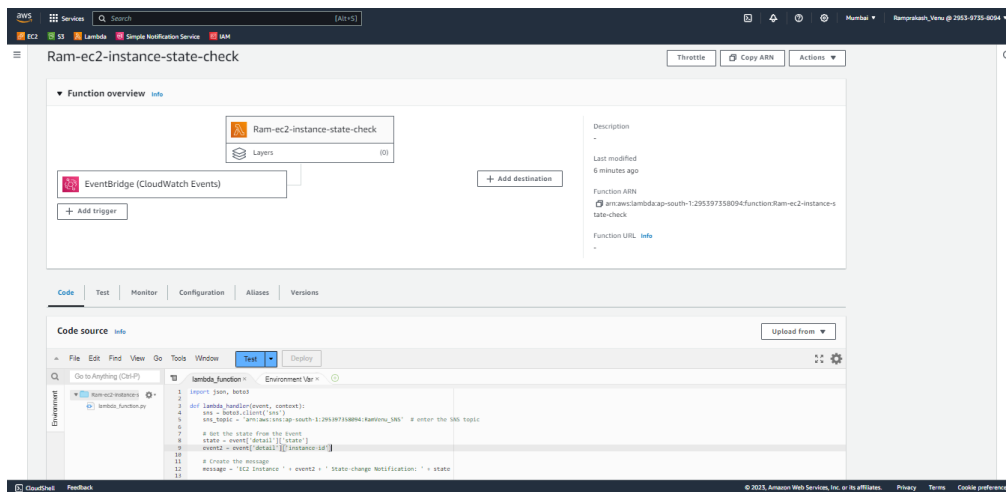 aws Services Search [Alt+S] Mumbai ▼ Ramprakash_Venu @ 2953-9735-8094 ▼
EC2 S3 Lambda Simple Notification Service IAM
Ram-ec2-instance-state-check Throttle Copy ARN Actions ▼
▼ Function overview Info
Ram-ec2-instance-state-check
Layers (0)
EventBridge (CloudWatch Events)
+ Add trigger
+ Add destination
Description
-
Last modified
6 minutes ago
Function ARN
arn:aws:lambda:ap-south-1:295397358094:function:Ram-ec2-instance-s
tate-check
Function URL Info
-
Code Test Monitor Configuration Aliases Versions
Code source Info Upload from ▼
File Edit Find View Go Tools Window Test ▼ Deploy
Go to Anything (Ctrl-P) lambda_function × Environment Var ×
Environment
Ram-ec2-instance-s
lambda_function.py
1 import json, boto3
2
3 def lambda_handler(event, context):
4 sns = boto3.client('sns')
5 sns_topic = 'arn:aws:sns:ap-south-1:295397358094:RamVenu_SNS' # enter the SNS topic
6
7 # Get the state from the Event
8 state = event['detail']['state']
9 event2 = event['detail']['instance-id']
10
11 # Create the message
12 message = 'EC2 Instance ' + event2 + ' State-change Notification: ' + state
13
CloudShell Feedback © 2023, Amazon Web Services, Inc. or its affiliates. Privacy Terms Cookie preference